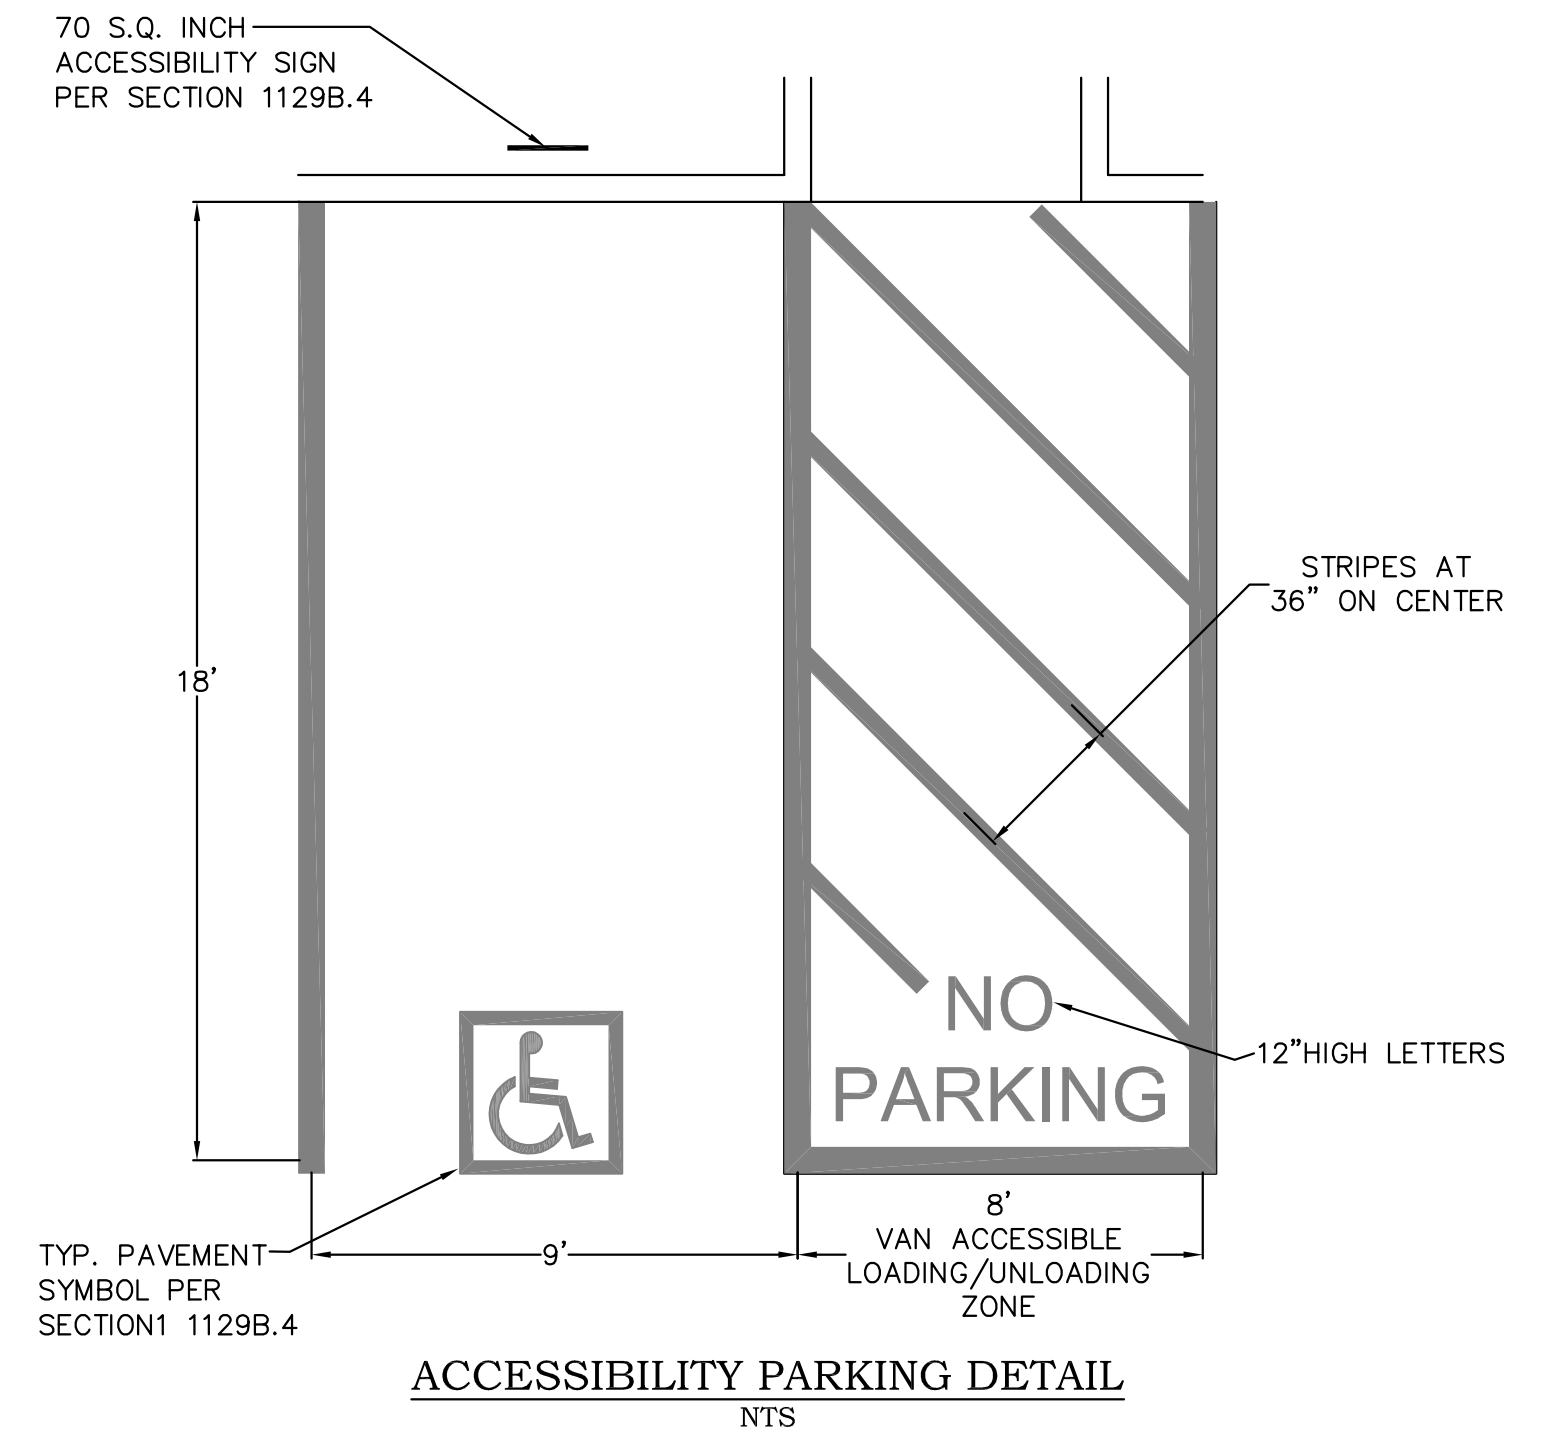 70 S.Q. INCH
ACCESSIBILITY SIGN
PER SECTION 1129B.4
STRIPES AT
36" ON CENTER
18'
NO
PARKING
12"HIGH LETTERS
TYP. PAVEMENT
SYMBOL PER
SECTION1 1129B.4
9'
8'
VAN ACCESSIBLE
LOADING/UNLOADING
ZONE
ACCESSIBILITY PARKING DETAIL
NTS